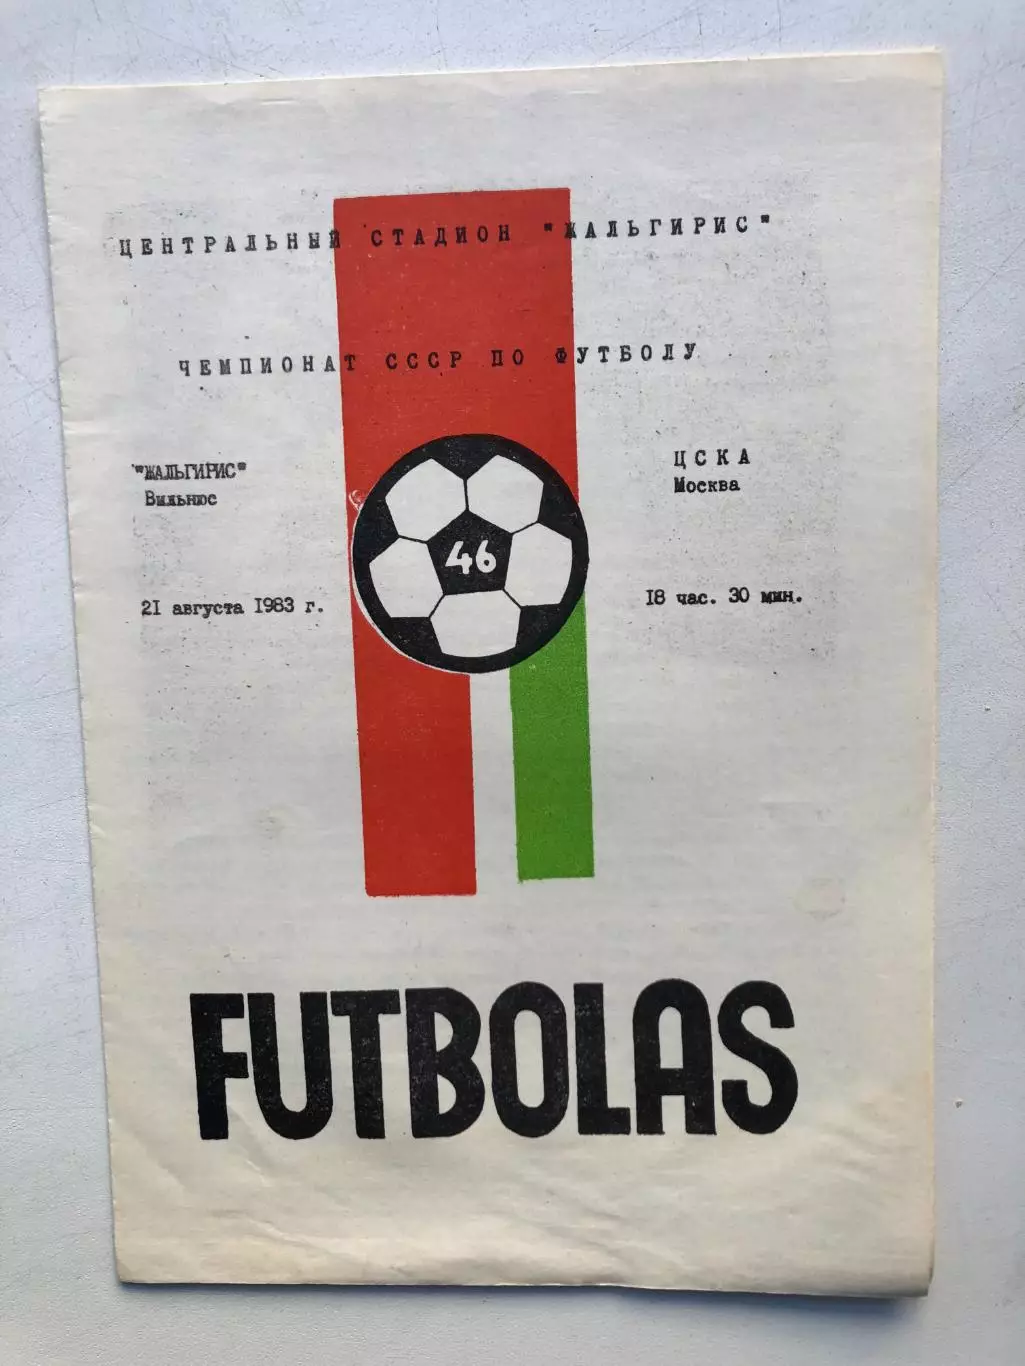 ЦЕНТРАЛЬНЫЙ СТАДИОН "ЖАЛЬГИРИС"
ЧЕМПИОНАТ СССР ПО ФУТБОЛУ
"ЖАЛЬГИРИС"
Вильнюс
ЦСКА
Москва
46
21 августа 1983 г.
18 час. 30 мин.
FUTBOLAS